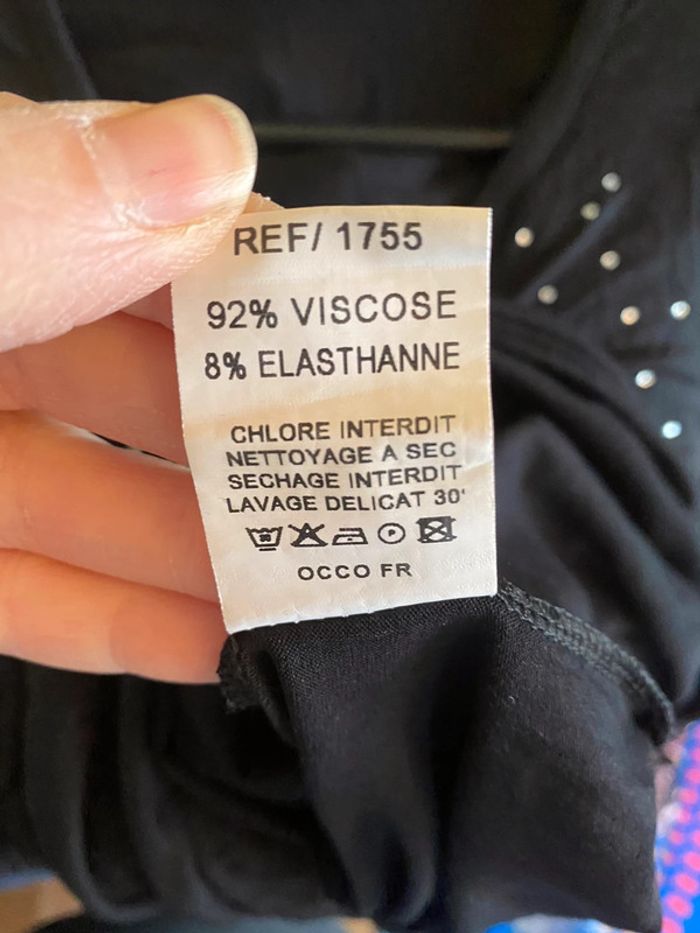 REF/ 1755
92% VISCOSE
8% ELASTHANNE
CHLORE INTERDIT
NETTOYAGE A SEC
SECHAGE INTERDIT
LAVAGE DELICAT 30'
P
OCCO FR